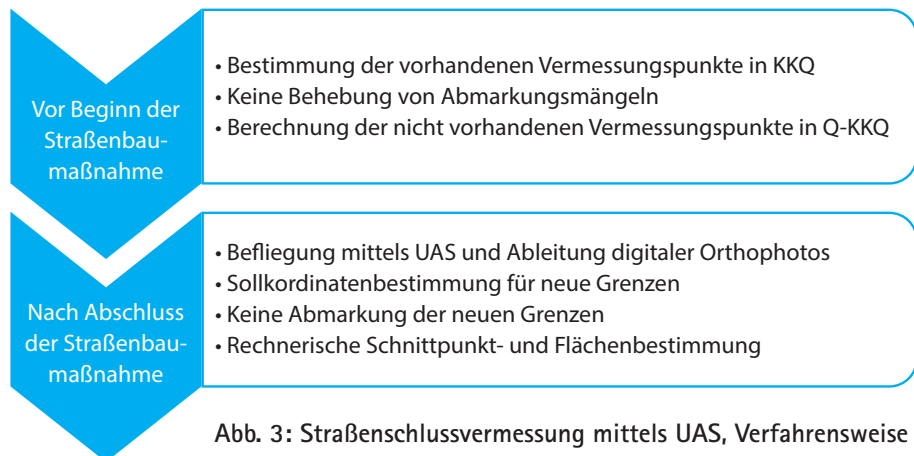 Vor Beginn der
Straßenbau-
maßnahme
• Bestimmung der vorhandenen Vermessungspunkte in KKQ
• Keine Behebung von Abmarkungsmängeln
• Berechnung der nicht vorhandenen Vermessungspunkte in Q-KKQ
Nach Abschluss
der Straßenbau-
maßnahme
• Befliegung mittels UAS und Ableitung digitaler Orthophotos
• Sollkordinatenbestimmung für neue Grenzen
• Keine Abmarkung der neuen Grenzen
• Rechnerische Schnittpunkt- und Flächenbestimmung
Abb. 3: Straßenschlussvermessung mittels UAS, Verfahrensweise